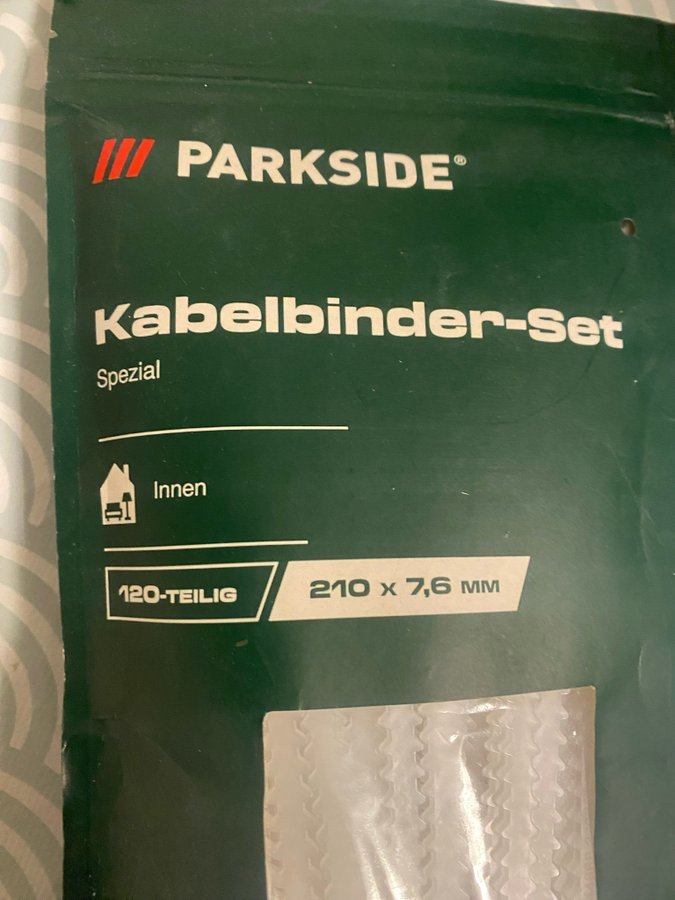 PARKSIDE®
Kabelbinder-Set
Spezial
Innen
120-TEILIG
210 x 7,6 MM